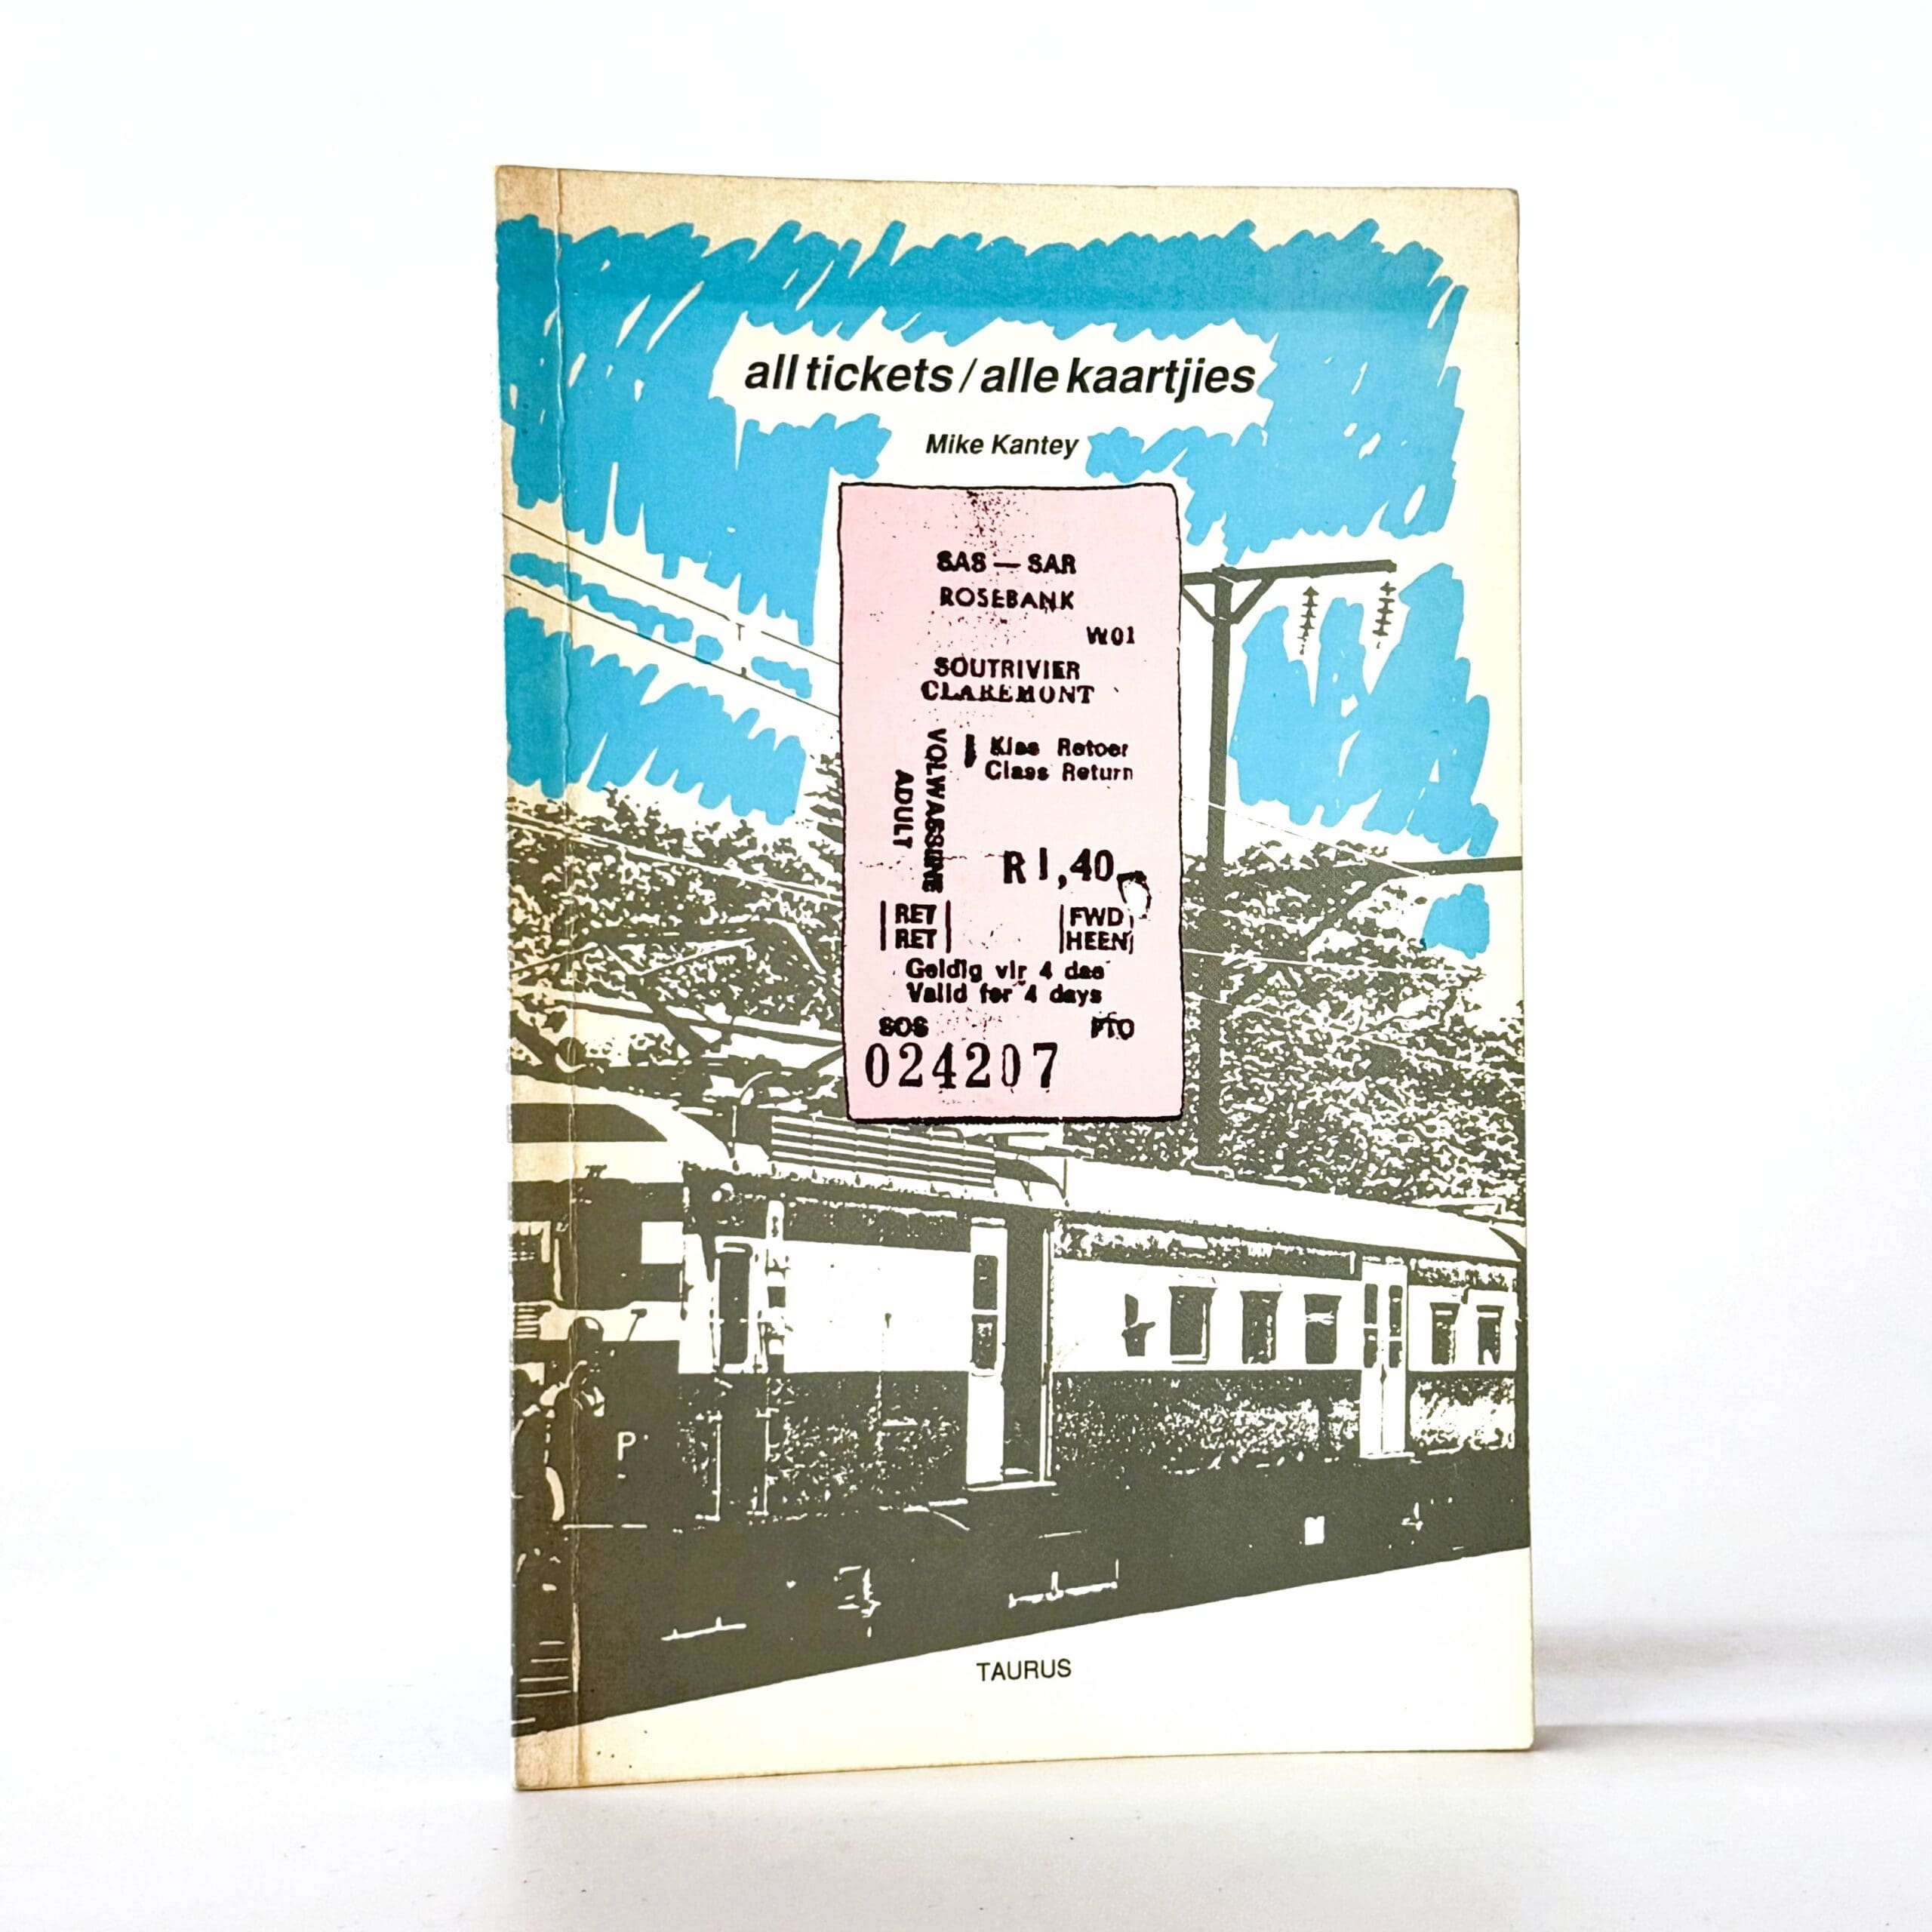 all tickets / alle kaartjies
Mike Kantey
SAS — SAR
ROSEBANK
W01
SOUTRIVIER
CLAREMONT
VOLWASSENE
ADULT
1 Klas Retoer
Class Return
R1,40
RET FWD
RET HEEN
Geldig vir 4 dae
Valid for 4 days
SOS PTO
024207
P
TAURUS